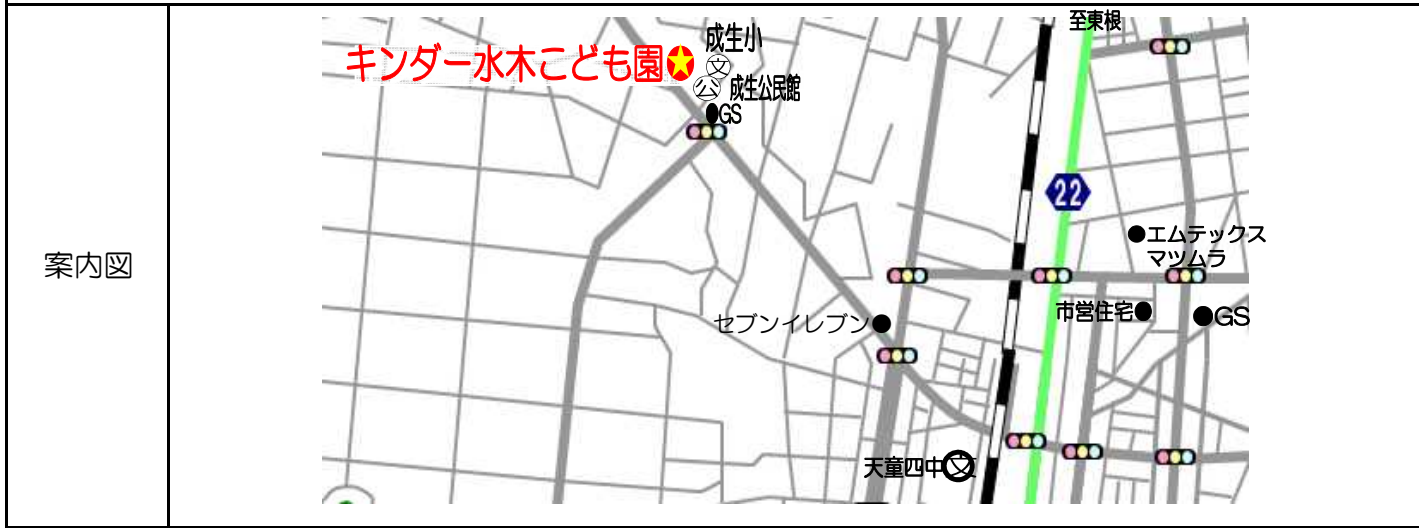 案内図
至東根
成生小
キンダー水木こども園
文
公 成生公民館
GS
22
エムテックス
マツムラ
セブンイレブン
市営住宅
GS
天童四中 文